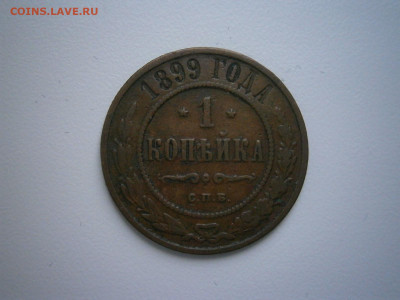 COINS.LAVE.RU
1899 ГОДА
* 1 *
КОПѢЙКА
С.П.Б.